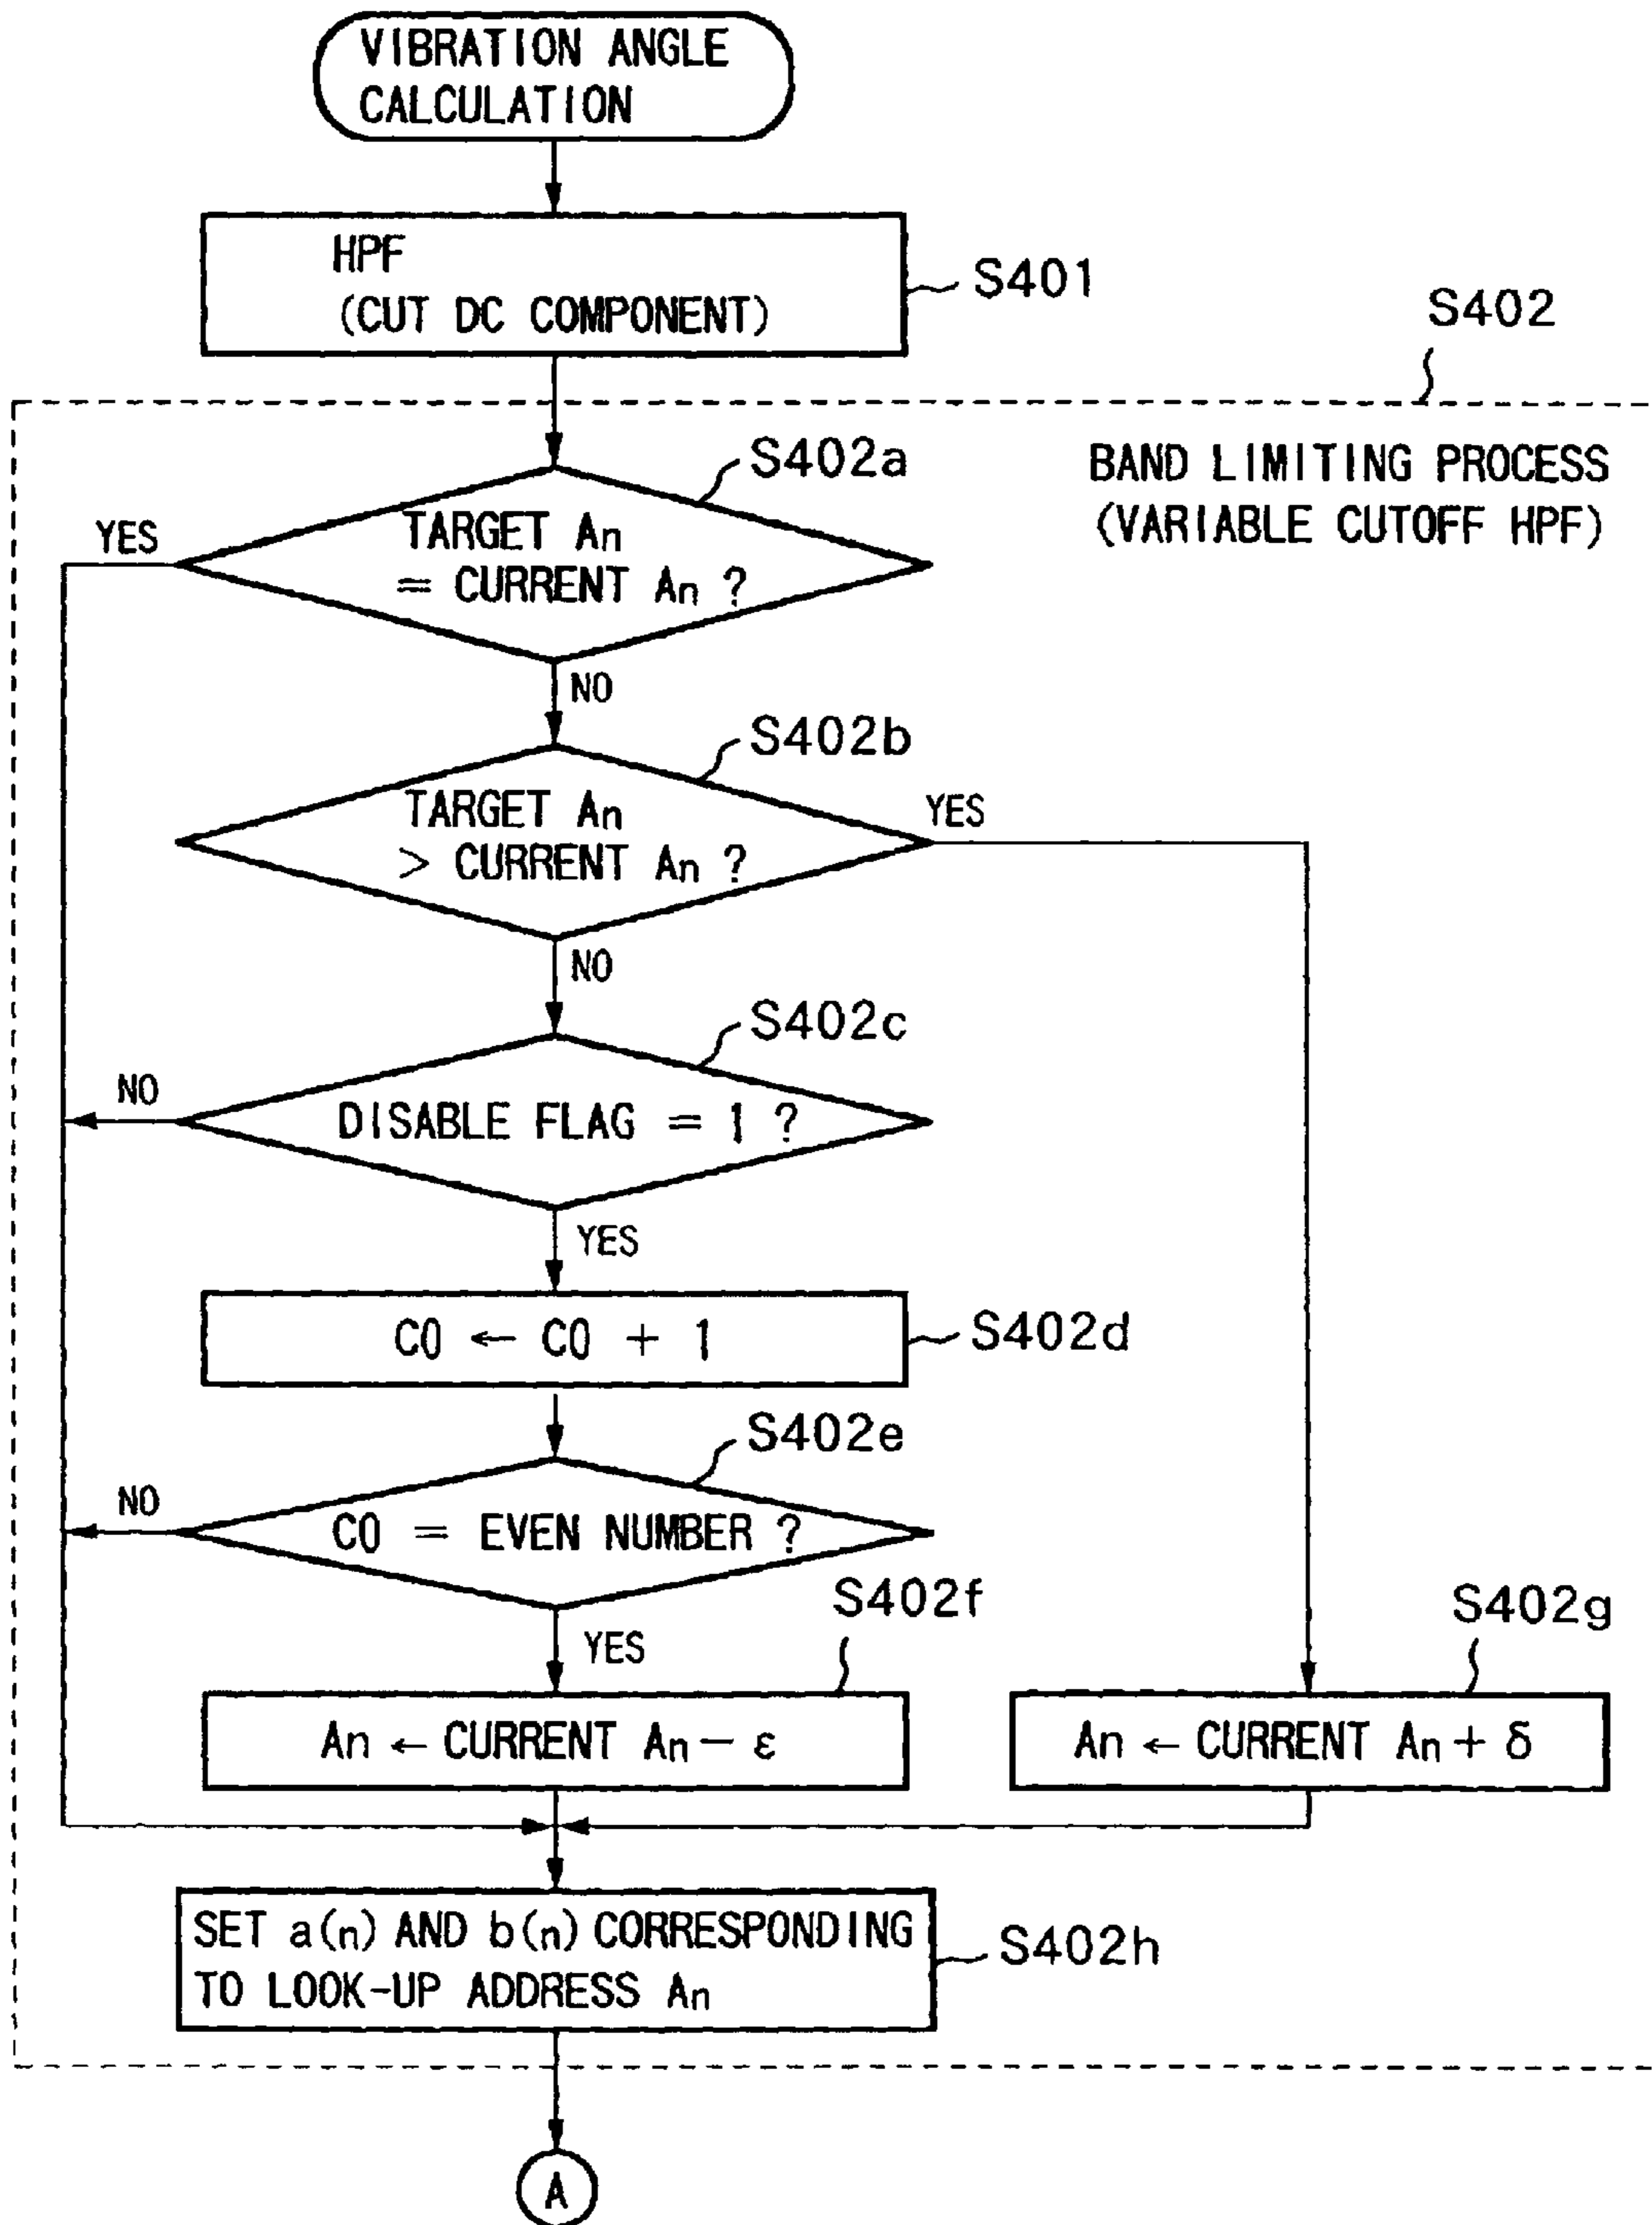 VIBRATION ANGLE
CALCULATION
HPF
(CUT DC COMPONENT)
S401
S402
BAND LIMITING PROCESS
(VARIABLE CUTOFF HPF)
S402a
YES
TARGET An
= CURRENT An ?
NO
S402b
TARGET An
> CURRENT An ?
YES
NO
S402c
NO
DISABLE FLAG = 1 ?
YES
C0 ← C0 + 1
S402d
S402e
NO
C0 = EVEN NUMBER ?
S402f
YES
S402g
An ← CURRENT An − ε
An ← CURRENT An + δ
SET a(n) AND b(n) CORRESPONDING
TO LOOK-UP ADDRESS An
S402h
A